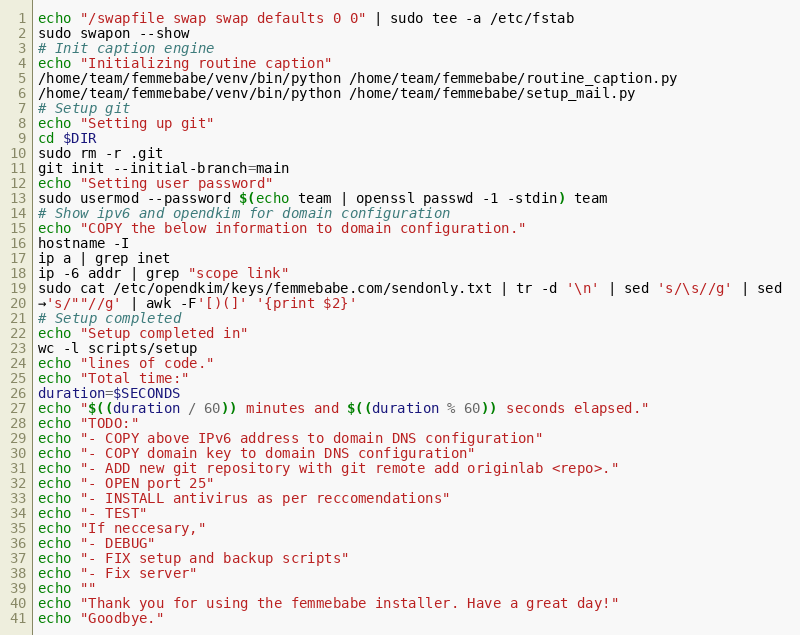 1 echo "/swapfile swap swap defaults 0 0" | sudo tee -a /etc/fstab
2 sudo swapon --show
3 # Init caption engine
4 echo "Initializing routine caption"
5 /home/team/femmebabe/venv/bin/python /home/team/femmebabe/routine_caption.py
6 /home/team/femmebabe/venv/bin/python /home/team/femmebabe/setup_mail.py
7 # Setup git
8 echo "Setting up git"
9 cd $DIR
10 sudo rm -r .git
11 git init --initial-branch=main
12 echo "Setting user password"
13 sudo usermod --password $(echo team | openssl passwd -1 -stdin) team
14 # Show ipv6 and opendkim for domain configuration
15 echo "COPY the below information to domain configuration."
16 hostname -I
17 ip a | grep inet
18 ip -6 addr | grep "scope link"
19 sudo cat /etc/opendkim/keys/femmebabe.com/sendonly.txt | tr -d '\n' | sed 's/\s//g' | sed
20 →'s/""//g' | awk -F'[)(]' '{print $2}'
21 # Setup completed
22 echo "Setup completed in"
23 wc -l scripts/setup
24 echo "lines of code."
25 echo "Total time:"
26 duration=$SECONDS
27 echo "$((duration / 60)) minutes and $((duration % 60)) seconds elapsed."
28 echo "TODO:"
29 echo "- COPY above IPv6 address to domain DNS configuration"
30 echo "- COPY domain key to domain DNS configuration"
31 echo "- ADD new git repository with git remote add originlab <repo>."
32 echo "- OPEN port 25"
33 echo "- INSTALL antivirus as per reccomendations"
34 echo "- TEST"
35 echo "If neccesary,"
36 echo "- DEBUG"
37 echo "- FIX setup and backup scripts"
38 echo "- Fix server"
39 echo ""
40 echo "Thank you for using the femmebabe installer. Have a great day!"
41 echo "Goodbye."